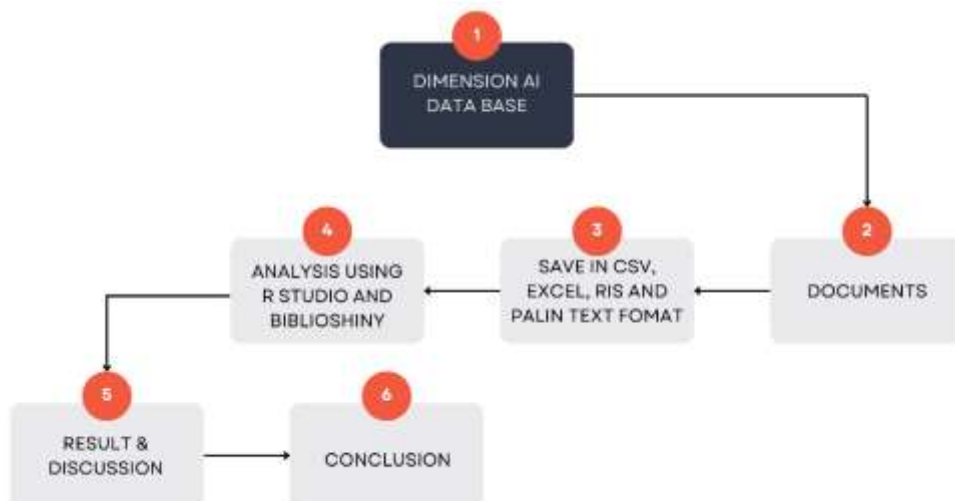 1
DIMENSION AI
DATA BASE
2
DOCUMENTS
3
SAVE IN CSV,
EXCEL, RIS AND
PALIN TEXT FOMAT
4
ANALYSIS USING
R STUDIO AND
BIBLIOSHINY
5
RESULT &
DISCUSSION
6
CONCLUSION